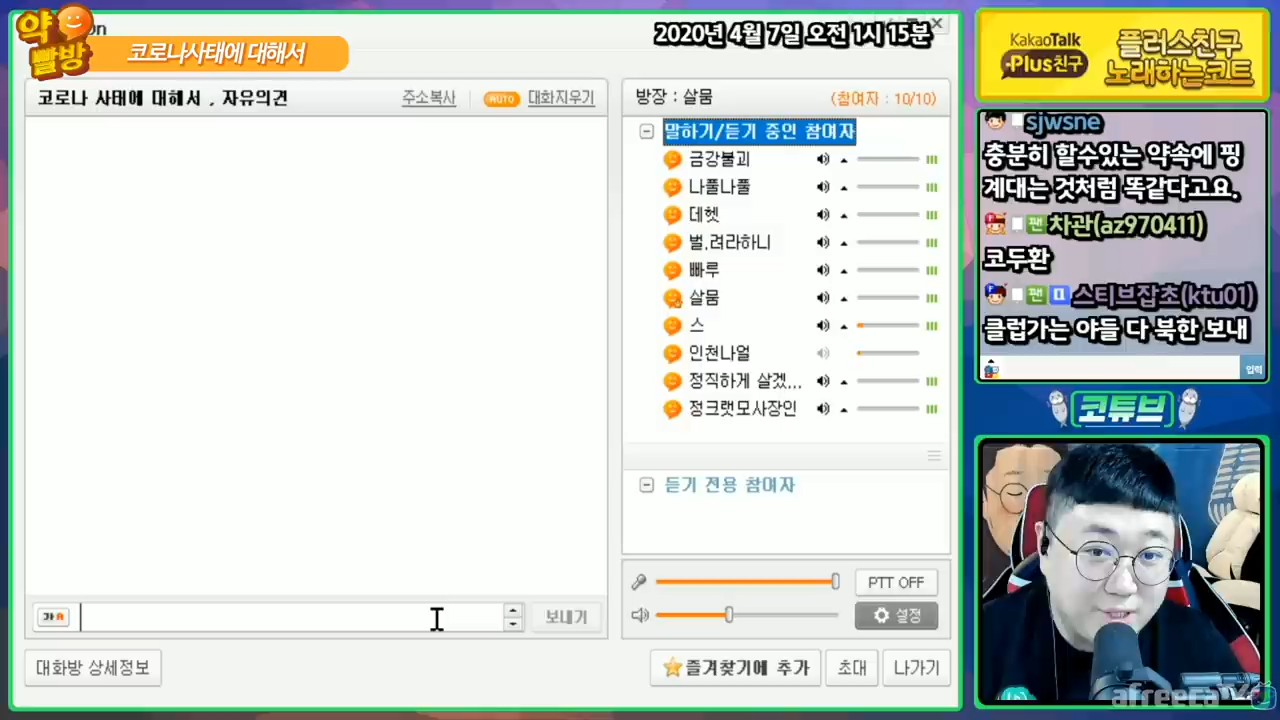 약빨방
on
코로나사태에 대해서
2020년 4월 7일 오전 1시 15분
코로나 사태에 대해서 , 자유의견
주소복사
AUTO 대화지우기
방장 : 살뭄
(참여자 : 10/10)
말하기/듣기 중인 참여자
금강불괴
나풀나풀
데헷
벌,려라하니
빠루
살뭄
스
인천나얼
정직하게 살겠...
정크랫모사장인
듣기 전용 참여자
PTT OFF
설정
가A
보내기
대화방 상세정보
즐겨찾기에 추가
초대
나가기
KakaoTalk
Plus친구
플러스친구
노래하는코트
sjwsne
충분히 할수있는 약속에 핑
계대는 것처럼 똑같다고요.
팬 차관(az970411)
코두환
팬 스티브잡초(ktu01)
클럽가는 야들 다 북한 보내
입력
코튜브
afreecaTV